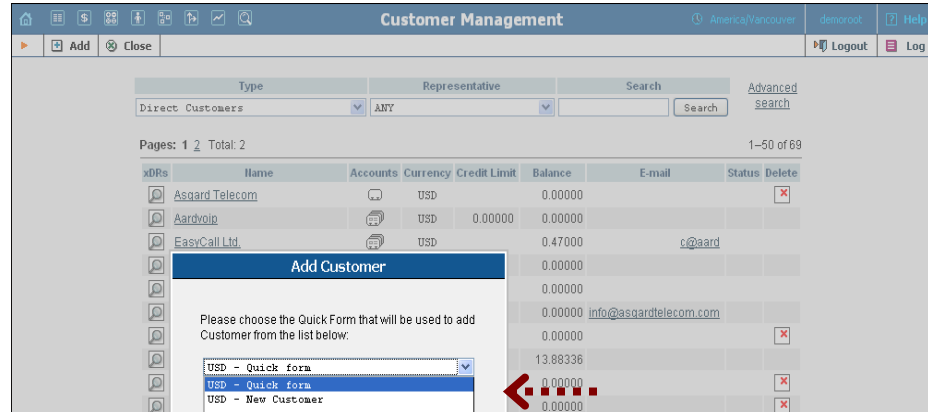 Customer Management America/Vancouver demoroot Help
Add Close Logout Log
Type Representative Search Advanced search
Direct Customers ANY Search
Pages: 1 2 Total: 2 1–50 of 69
xDRs Name Accounts Currency Credit Limit Balance E-mail Status Delete
Asgard Telecom USD 0.00000
Aardvoip USD 0.00000 0.00000
EasyCall Ltd. USD 0.47000 c@aard
Add Customer 0.00000
0.00000
0.00000 info@asgardtelecom.com
Please choose the Quick Form that will be used to add
Customer from the list below: 0.00000
USD - Quick form 13.88336
USD - Quick form 0.00000
USD - New Customer 0.00000